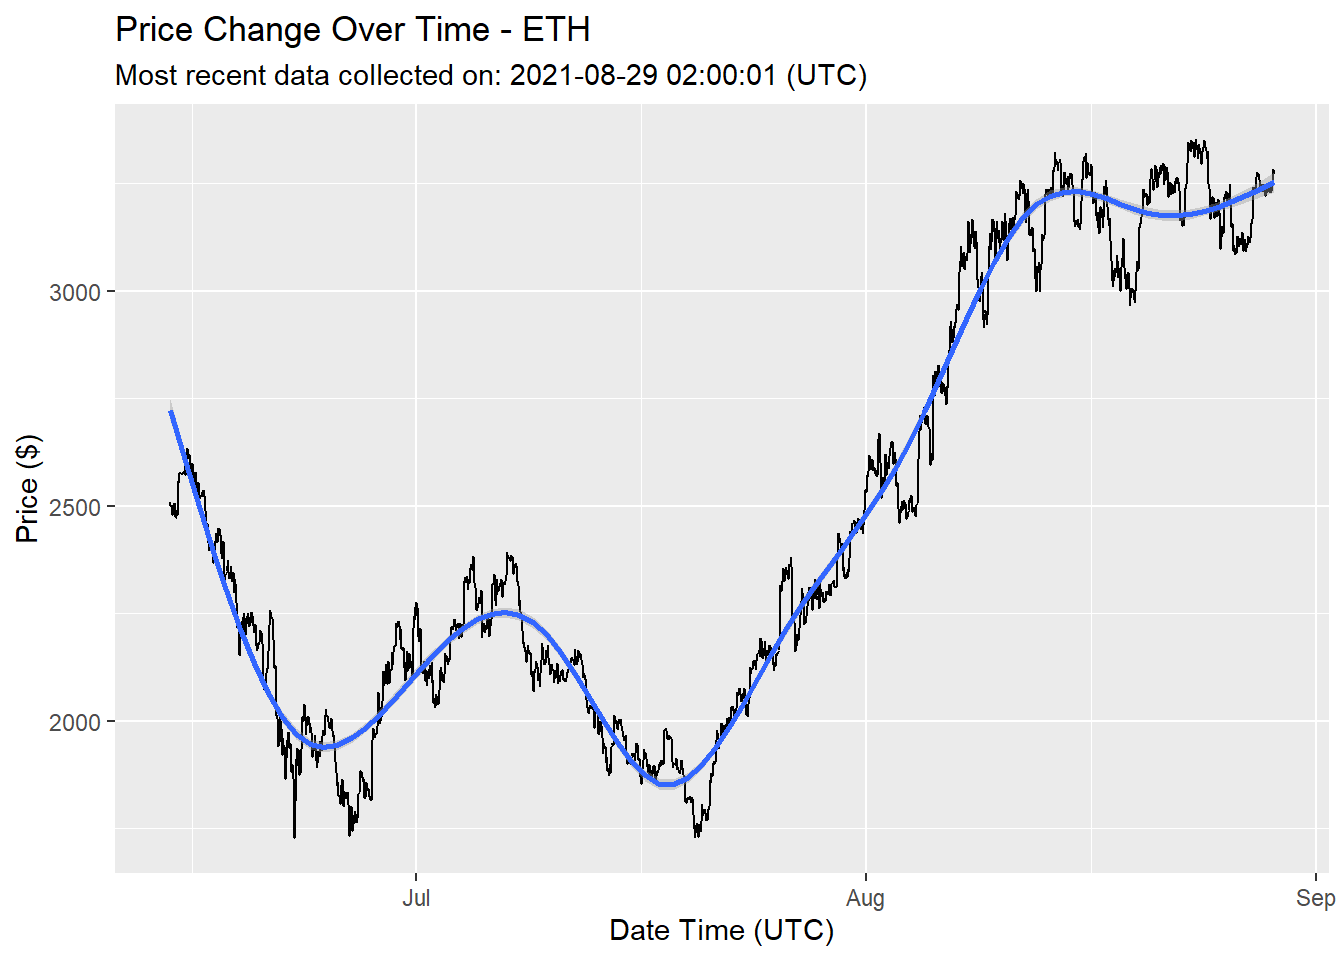 Price Change Over Time - ETH
Most recent data collected on: 2021-08-29 02:00:01 (UTC)
Price ($)
3000
2500
2000
Jul
Aug
Sep
Date Time (UTC)